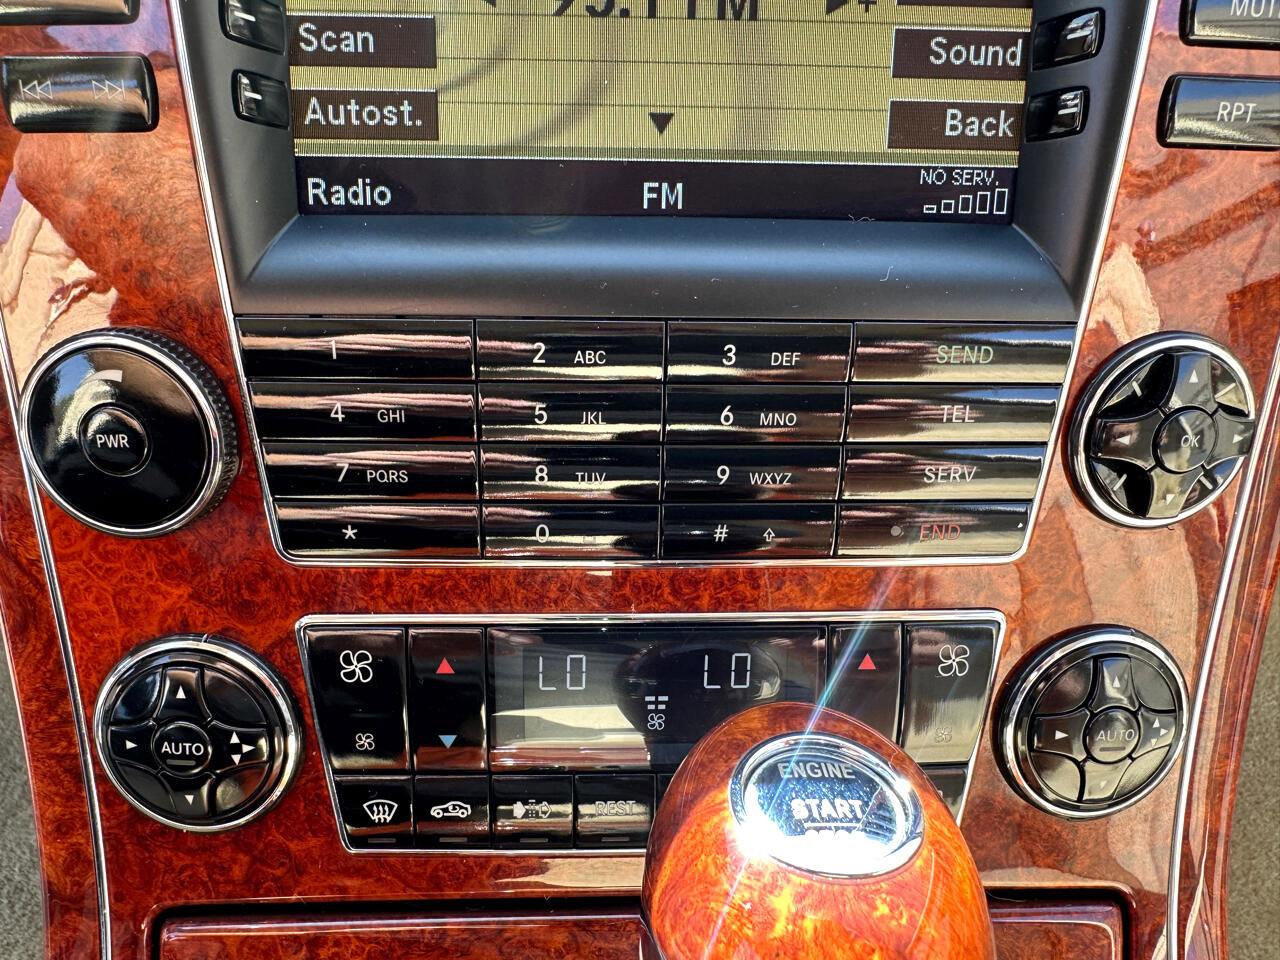 Scan
Sound
MUT
Autost.
Back
RPT
Radio FM NO SERV.
1 2 ABC 3 DEF SEND
4 GHI 5 JKL 6 MNO TEL
7 PQRS 8 TUV 9 WXYZ SERV
* 0 # END
PWR
OK
LO LO
AUTO
AUTO
REST
ENGINE
START